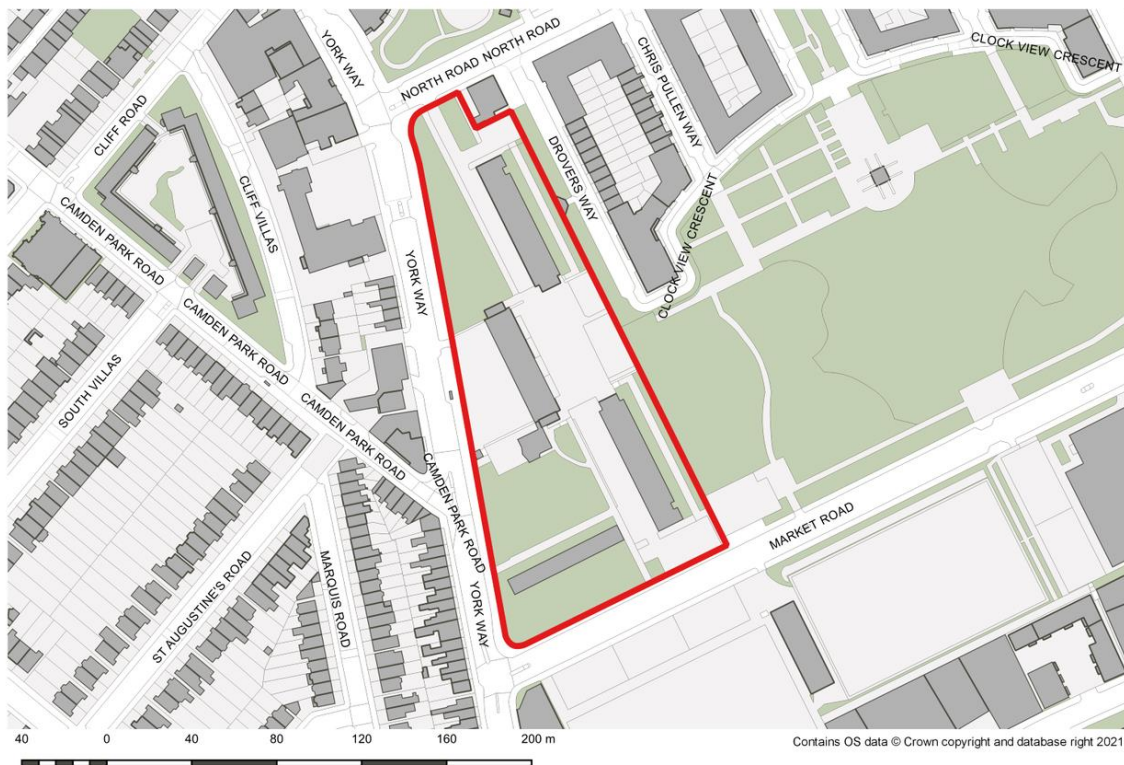 YORK WAY
NORTH ROAD NORTH ROAD
CHRIS PULLEN WAY
CLOCK VIEW CRESCENT
CLIFF ROAD
CLIFF VILLAS
DROVERS WAY
CAMDEN PARK ROAD
YORK WAY
CLOCK VIEW CRESCENT
CAMDEN PARK ROAD
SOUTH VILLAS
CAMDEN PARK ROAD
CAMDEN PARK ROAD
MARKET ROAD
ST AUGUSTINE'S ROAD
MARQUIS ROAD
YORK WAY
40 0 40 80 120 160 200 m
Contains OS data © Crown copyright and database right 2021